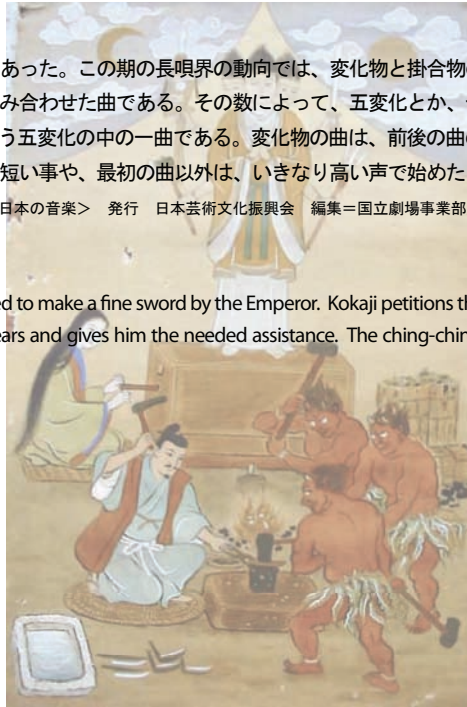 あった。この期の長唄界の動向では、変化物と掛合物
み合わせた曲である。その数によって、五変化とか、
う五変化の中の一曲である。変化物の曲は、前後の曲
短い事や、最初の曲以外は、いきなり高い声で始めた
日本の音楽＞　発行　日本芸術文化振興会　編集＝国立劇場事業部
ed to make a fine sword by the Emperor. Kokaji petitions th
ears and gives him the needed assistance. The ching-chin